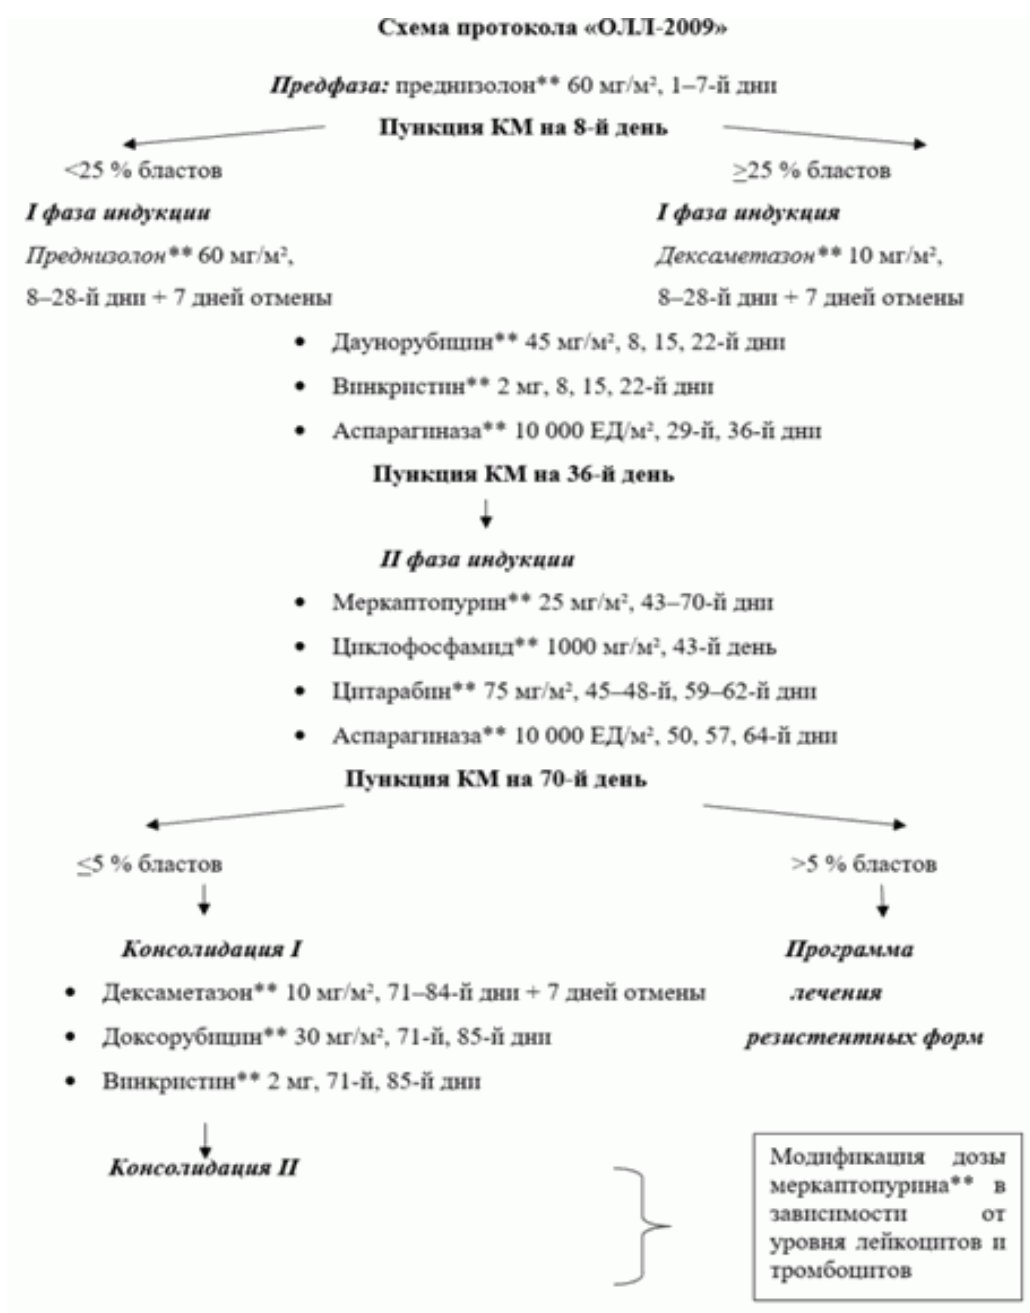 Схема протокола «ОЛЛ-2009»
Предфаза: преднизолон** 60 мг/м², 1–7-й дни
Пункция КМ на 8-й день
<25 % бластов
≥25 % бластов
I фаза индукции
I фаза индукция
Преднизолон** 60 мг/м²,
Дексаметазон** 10 мг/м²,
8–28-й дни + 7 дней отмены
8–28-й дни + 7 дней отмены
• Даунорубицин** 45 мг/м², 8, 15, 22-й дни
• Винкристин** 2 мг, 8, 15, 22-й дни
• Аспарагиназа** 10 000 ЕД/м², 29-й, 36-й дни
Пункция КМ на 36-й день
II фаза индукции
• Меркаптопурин** 25 мг/м², 43–70-й дни
• Циклофосфамид** 1000 мг/м², 43-й день
• Цитарабин** 75 мг/м², 45–48-й, 59–62-й дни
• Аспарагиназа** 10 000 ЕД/м², 50, 57, 64-й дни
Пункция КМ на 70-й день
≤5 % бластов
>5 % бластов
Консолидация I
• Дексаметазон** 10 мг/м², 71–84-й дни + 7 дней отмены
• Доксорубицин** 30 мг/м², 71-й, 85-й дни
• Винкристин** 2 мг, 71-й, 85-й дни
Программа
лечения
резистентных форм
Консолидация II
Модификация дозы
меркаптопурина** в
зависимости от
уровня лейкоцитов и
тромбоцитов